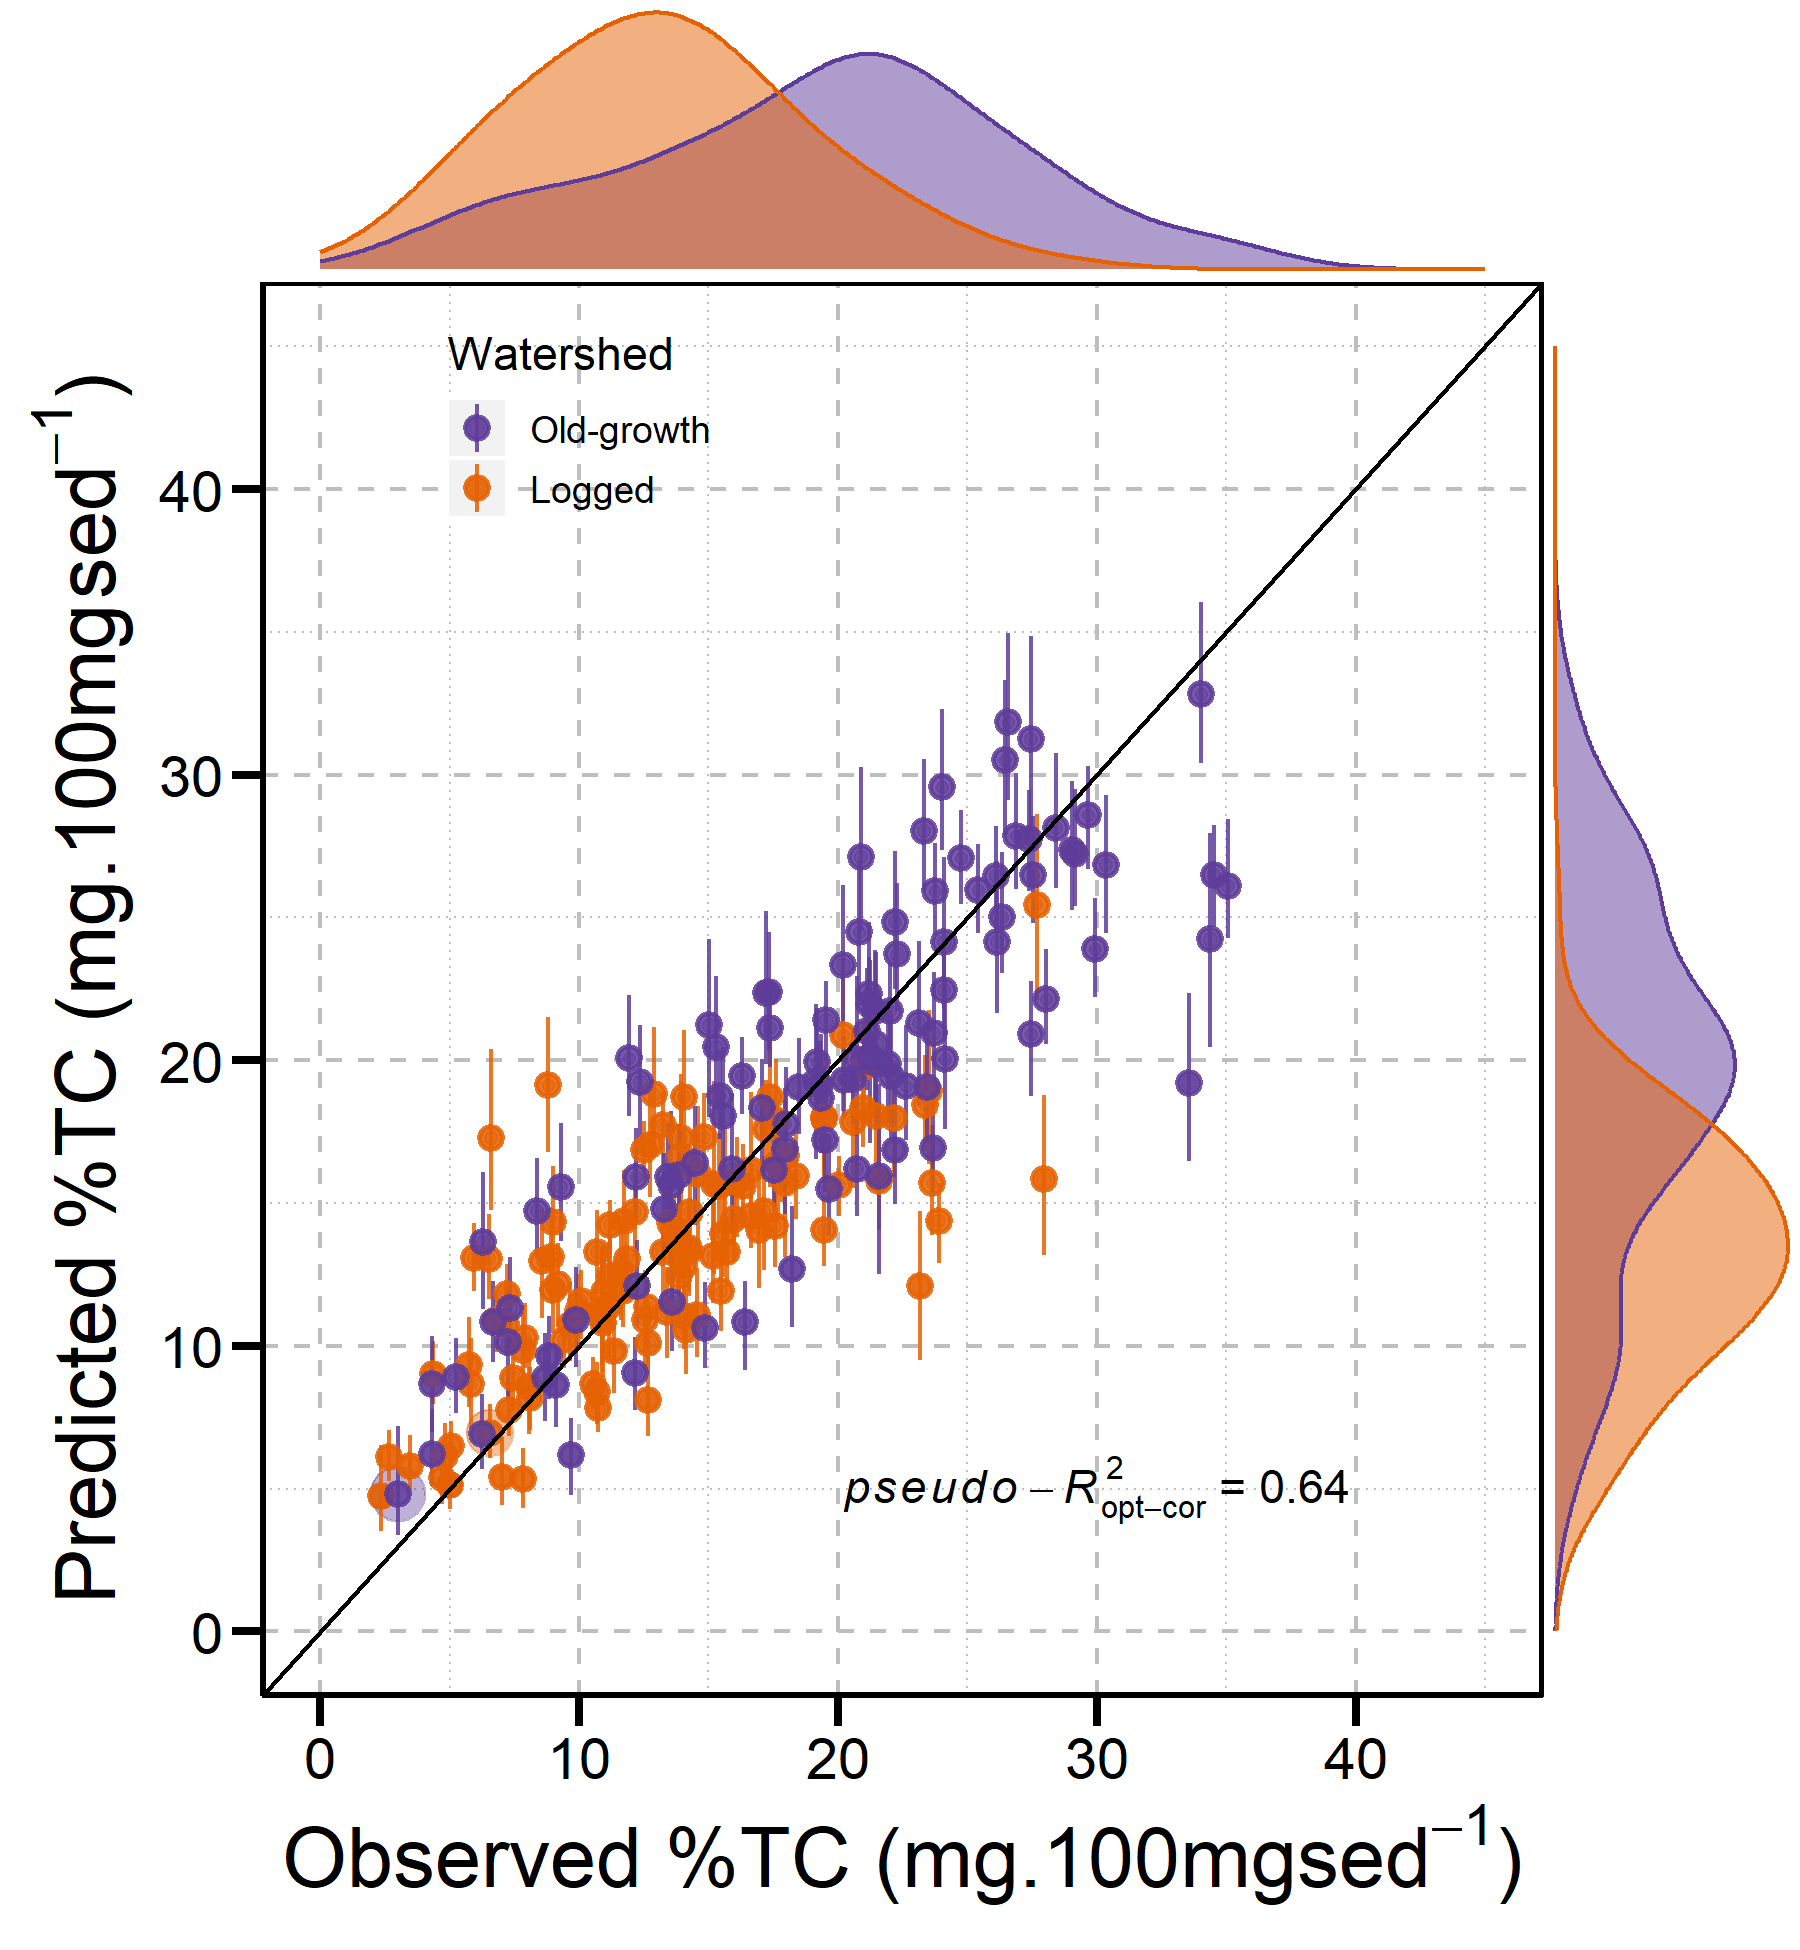 Watershed
Old-growth
Logged
Predicted %TC (mg.100mgsed⁻¹)
40
30
20
10
0
pseudo − R²opt−cor = 0.64
0 10 20 30 40
Observed %TC (mg.100mgsed⁻¹)